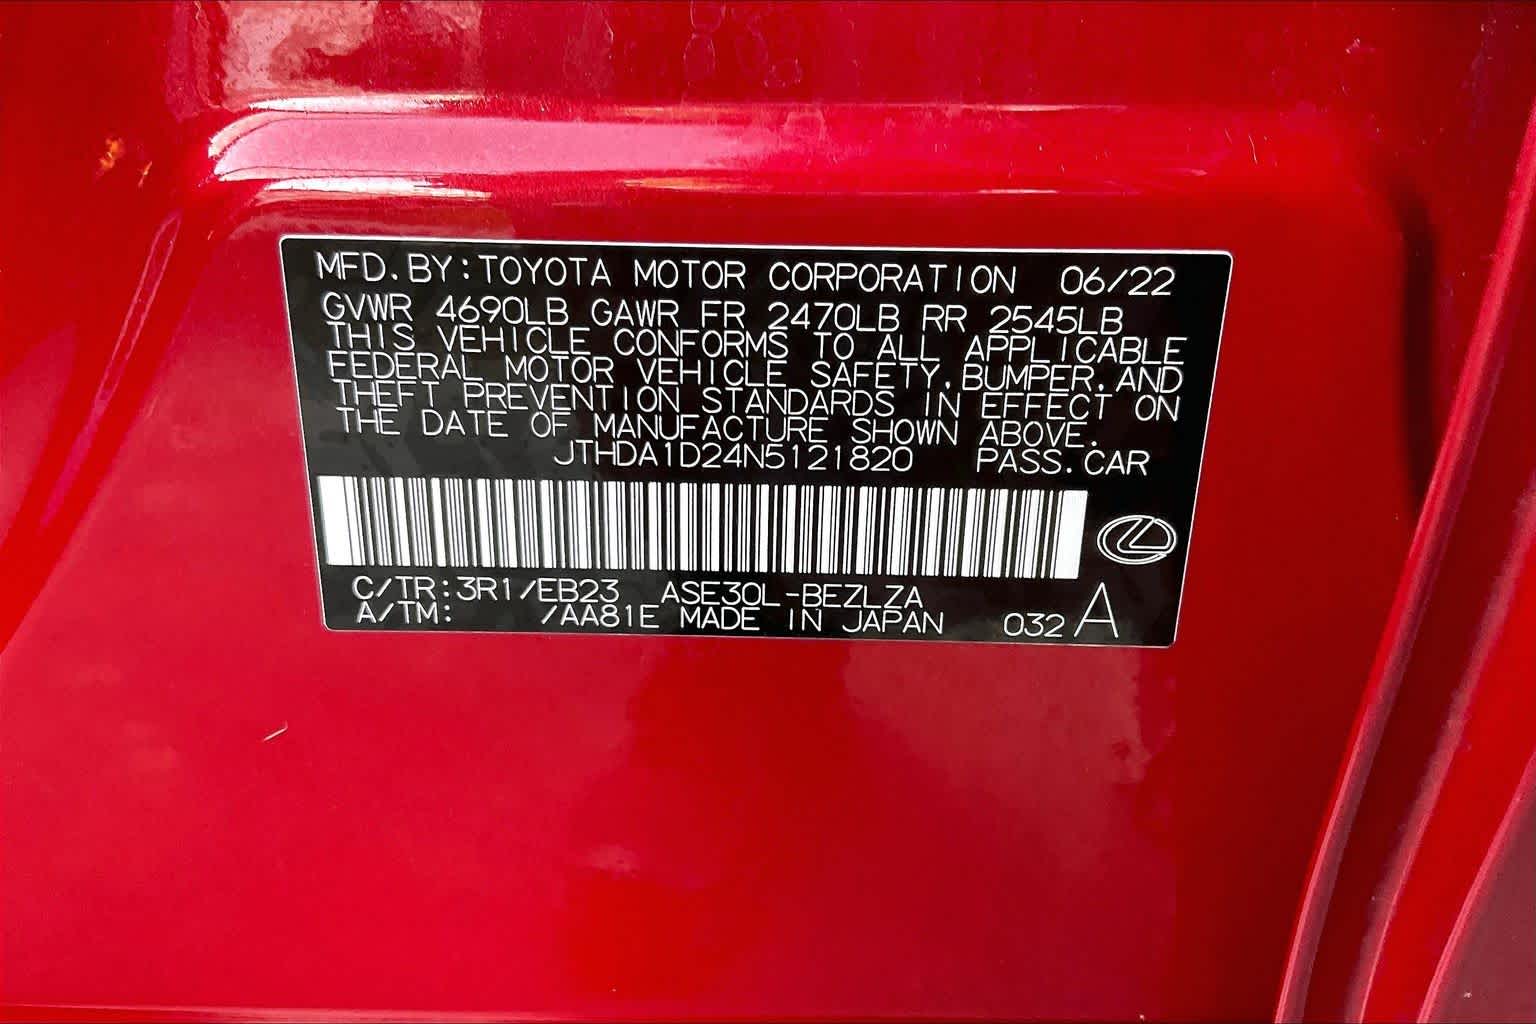 MFD.BY:TOYOTA MOTOR CORPORATION 06/22
GVWR 4690LB GAWR FR 2470LB RR 2545LB
THIS VEHICLE CONFORMS TO ALL APPLICABLE
FEDERAL MOTOR VEHICLE SAFETY,BUMPER,AND
THEFT PREVENTION STANDARDS IN EFFECT ON
THE DATE OF MANUFACTURE SHOWN ABOVE.
JTHDA1D24N5121820 PASS.CAR
C/TR:3R1/EB23 ASE30L-BEZLZA
A/TM: /AA81E MADE IN JAPAN 032 A